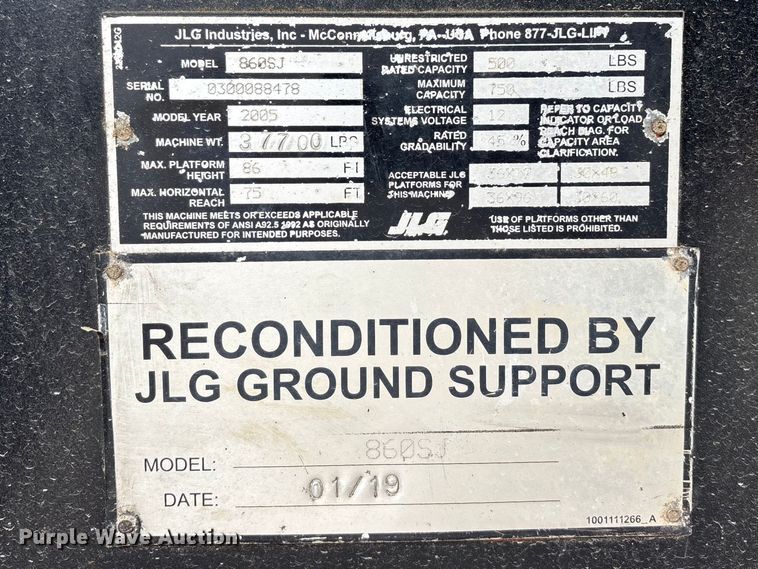 JLG Industries, Inc - McConnellsburg, PA-USA Phone 877-JLG-LIFT
MODEL 860SJ
SERIAL NO. 0300088478
MODEL YEAR 2005
MACHINE WT. 37700 LBS
MAX. PLATFORM HEIGHT 86 FT
MAX. HORIZONTAL REACH 75 FT
THIS MACHINE MEETS OR EXCEEDS APPLICABLE
REQUIREMENTS OF ANSI A92.5 1992 AS ORIGINALLY
MANUFACTURED FOR INTENDED PURPOSES.
UNRESTRICTED RATED CAPACITY 500 LBS
MAXIMUM CAPACITY 750 LBS
ELECTRICAL SYSTEMS VOLTAGE 12
RATED GRADABILITY 45 %
REFER TO CAPACITY
INDICATOR OR LOAD
REACH DIAG. FOR
CAPACITY AREA
CLARIFICATION.
ACCEPTABLE JLG
PLATFORMS FOR
THIS MACHINE
30X48
36X96 30X60
JLG
USE OF PLATFORMS OTHER THAN
THOSE LISTED IS PROHIBITED.
RECONDITIONED BY
JLG GROUND SUPPORT
MODEL: 860SJ
DATE: 01/19
1001111266_A
Purple Wave Auction